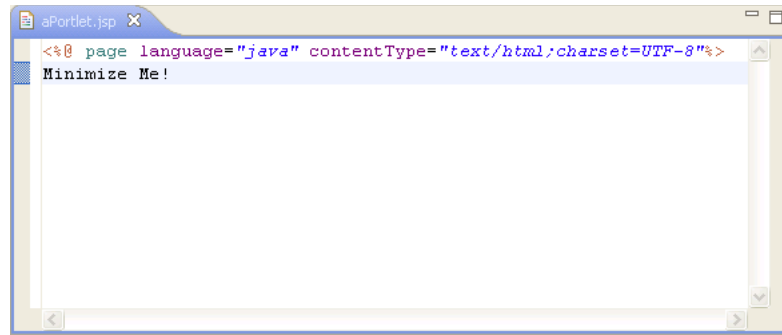 aPortlet.jsp
<%@ page language="java" contentType="text/html;charset=UTF-8"%>
Minimize Me!